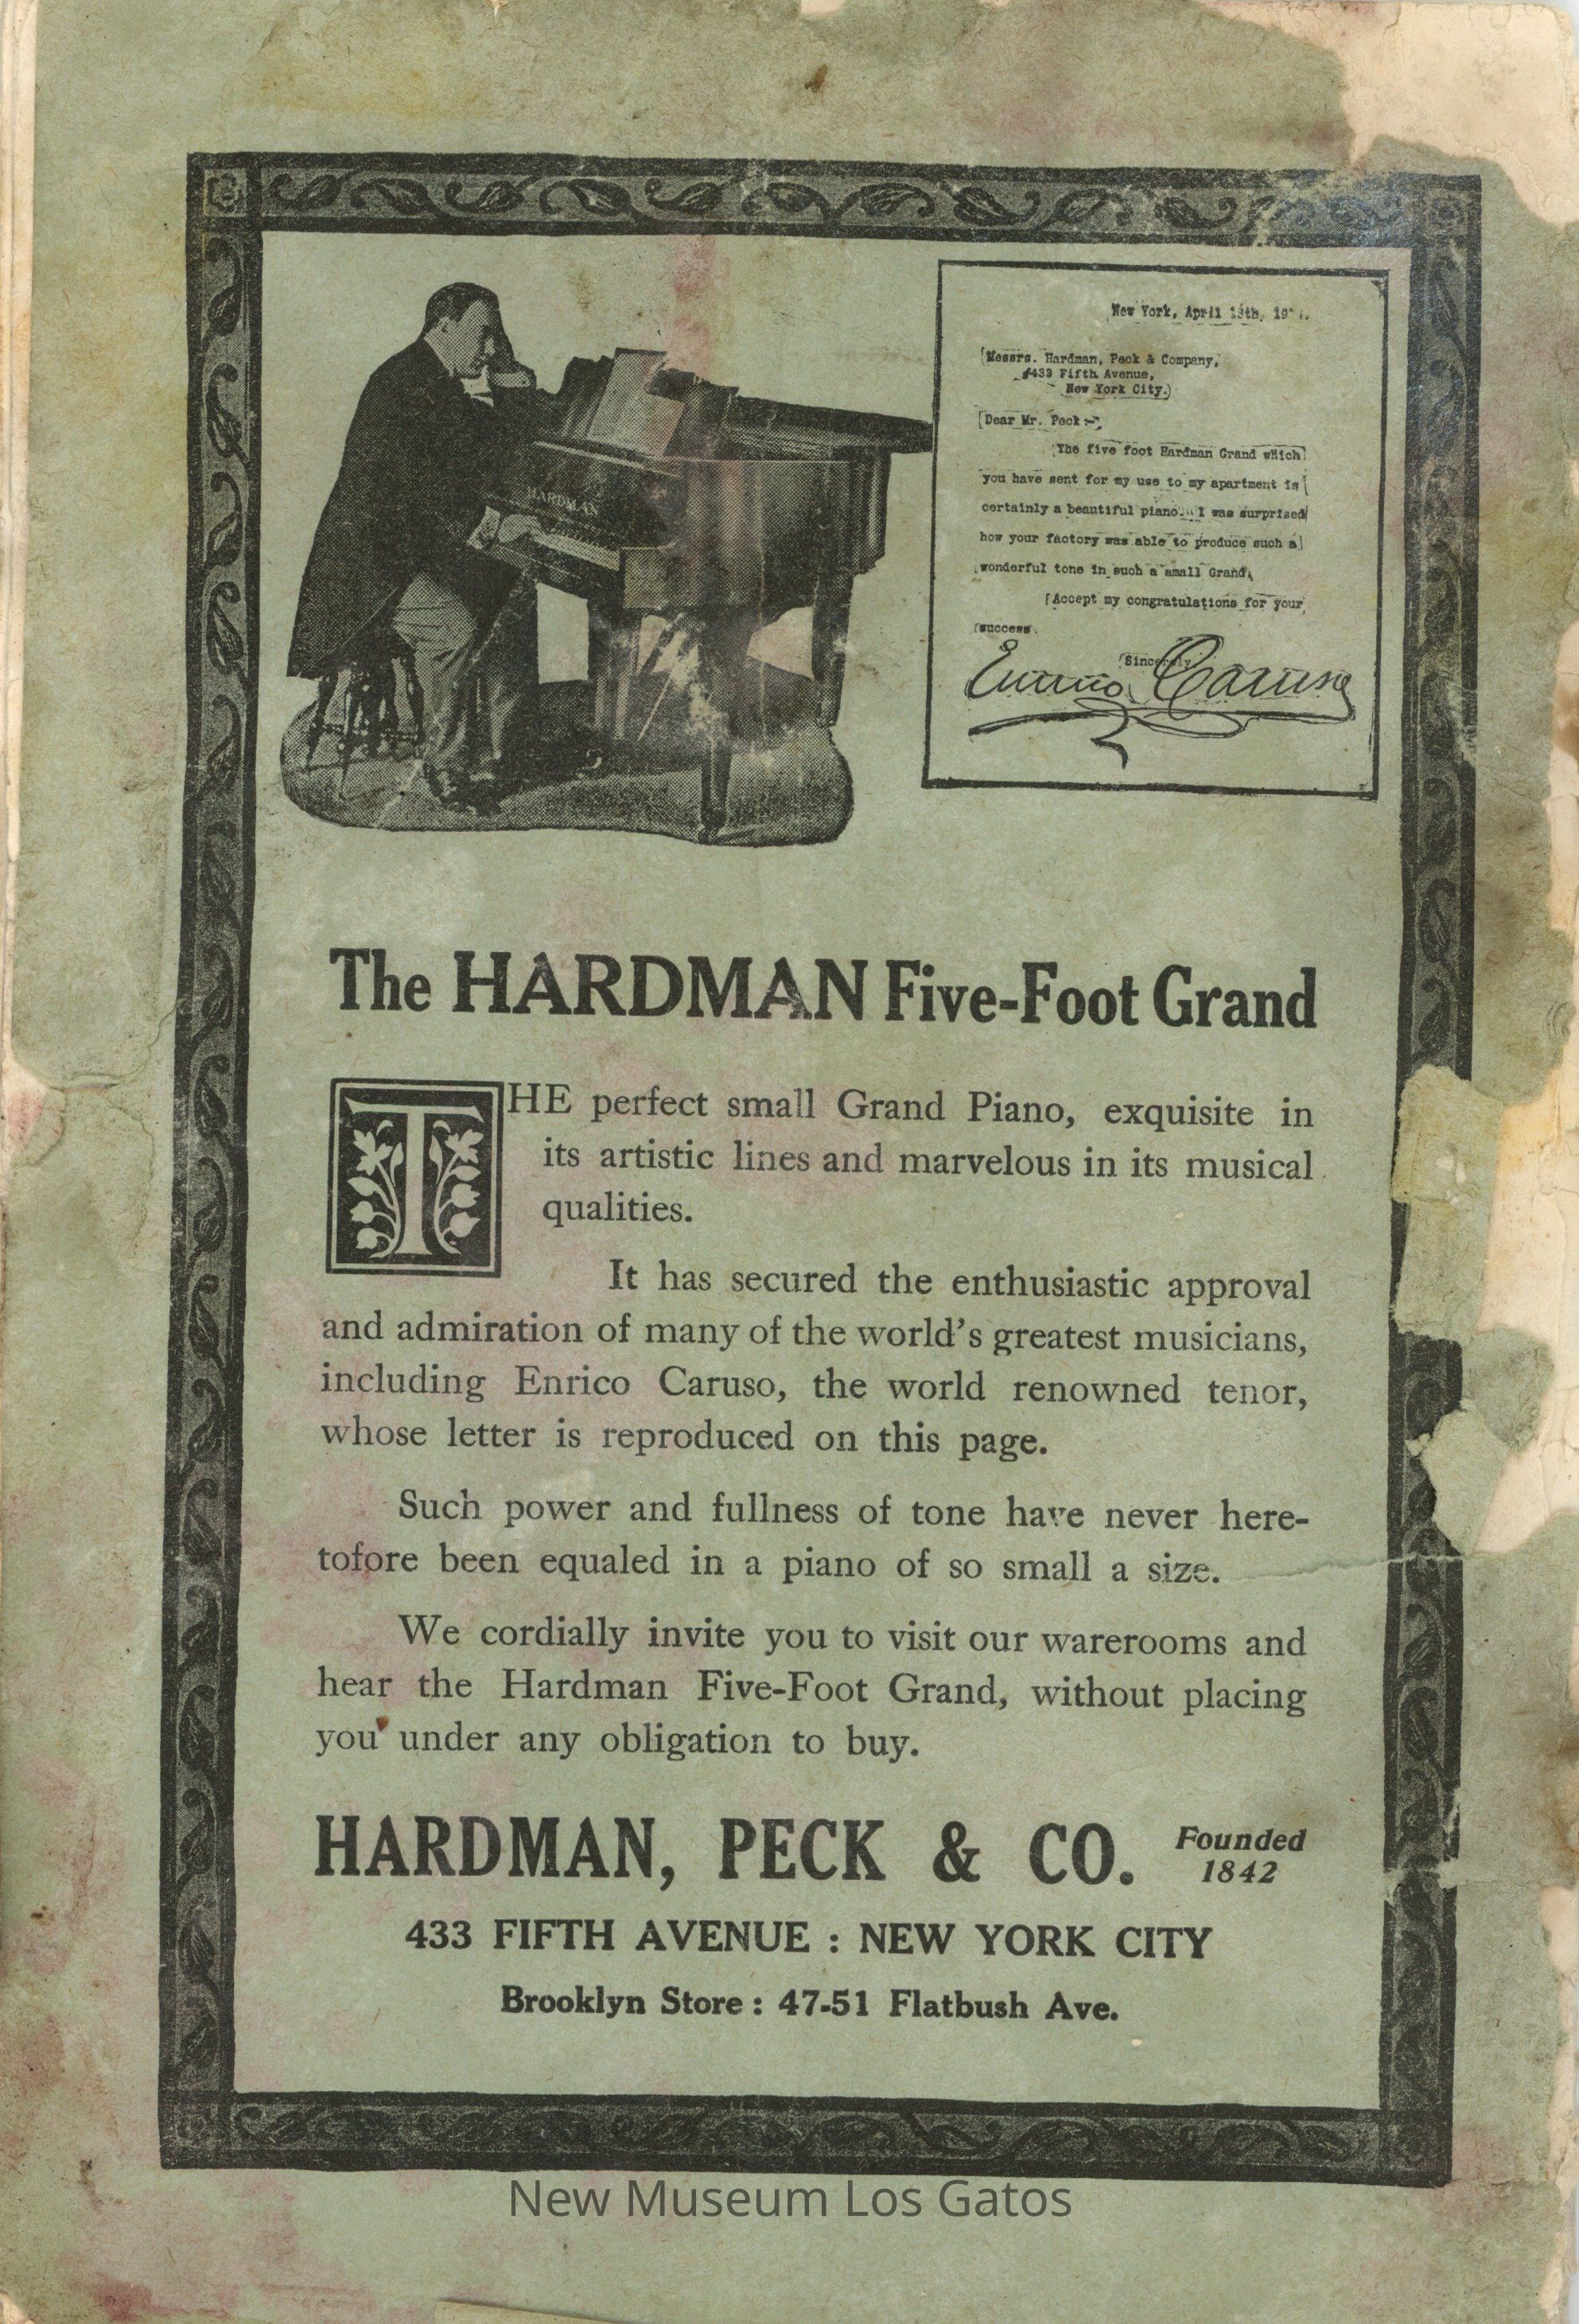 HARDMAN
New York, April 13th, 19
Messrs. Hardman, Peck & Company,
433 Fifth Avenue,
New York City.
Dear Mr. Peck:-
The five foot Hardman Grand which
you have sent for my use to my apartment is
certainly a beautiful piano. I was surprised
how your factory was able to produce such a
wonderful tone in such a small Grand.
Accept my congratulations for your
success.
Sincerely
Enrico Caruso
The HARDMAN Five-Foot Grand
THE perfect small Grand Piano, exquisite in
its artistic lines and marvelous in its musical
qualities.
It has secured the enthusiastic approval
and admiration of many of the world's greatest musicians,
including Enrico Caruso, the world renowned tenor,
whose letter is reproduced on this page.
Such power and fullness of tone have never here-
tofore been equaled in a piano of so small a size.
We cordially invite you to visit our warerooms and
hear the Hardman Five-Foot Grand, without placing
you under any obligation to buy.
HARDMAN, PECK & CO. Founded
1842
433 FIFTH AVENUE : NEW YORK CITY
Brooklyn Store : 47-51 Flatbush Ave.
New Museum Los Gatos